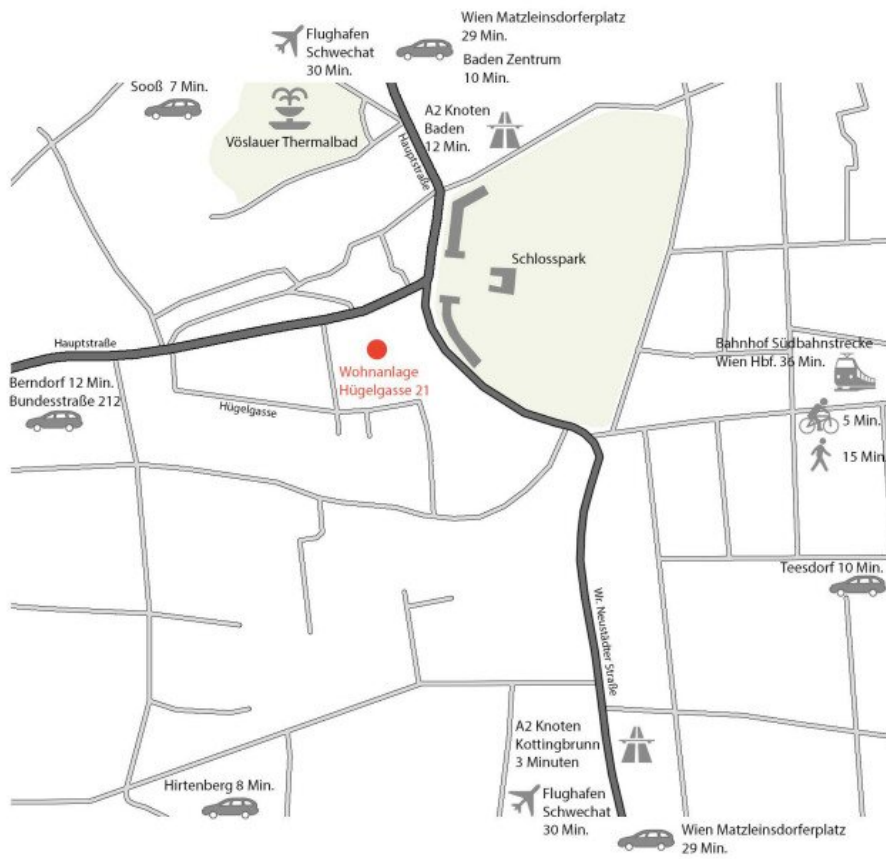 Flughafen
Schwechat
30 Min.
Wien Matzleinsdorferplatz
29 Min.
Baden Zentrum
10 Min.
Sooß 7 Min.
Vöslauer Thermalbad
A2 Knoten
Baden
12 Min.
Hauptstraße
Schlosspark
Hauptstraße
Berndorf 12 Min.
Bundesstraße 212
Wohnanlage
Hügelgasse 21
Hügelgasse
Bahnhof Südbahnstrecke
Wien Hbf. 36 Min.
5 Min.
15 Min
Teesdorf 10 Min.
Wr. Neustädter Straße
A2 Knoten
Kottingbrunn
3 Minuten
Hirtenberg 8 Min.
Flughafen
Schwechat
30 Min.
Wien Matzleinsdorferplatz
29 Min.